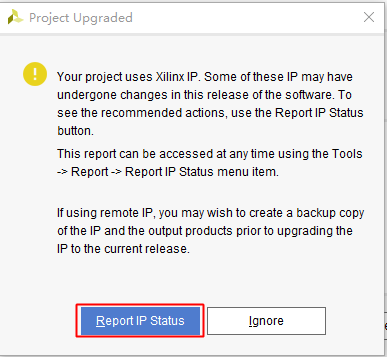 Project Upgraded
Your project uses Xilinx IP. Some of these IP may have
undergone changes in this release of the software. To
see the recommended actions, use the Report IP Status
button.
This report can be accessed at any time using the Tools
-> Report -> Report IP Status menu item.
If using remote IP, you may wish to create a backup copy
of the IP and the output products prior to upgrading the
IP to the current release.
Report IP Status
Ignore